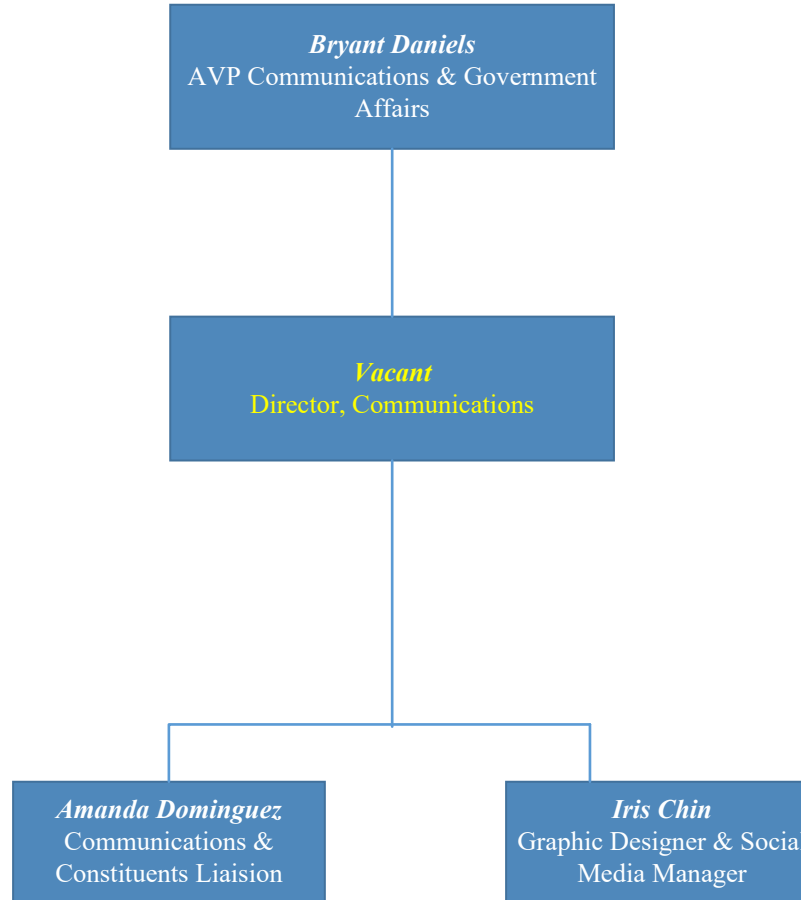 Bryant Daniels
AVP Communications & Government
Affairs
Vacant
Director, Communications
Amanda Dominguez
Communications &
Constituents Liaision
Iris Chin
Graphic Designer & Social
Media Manager